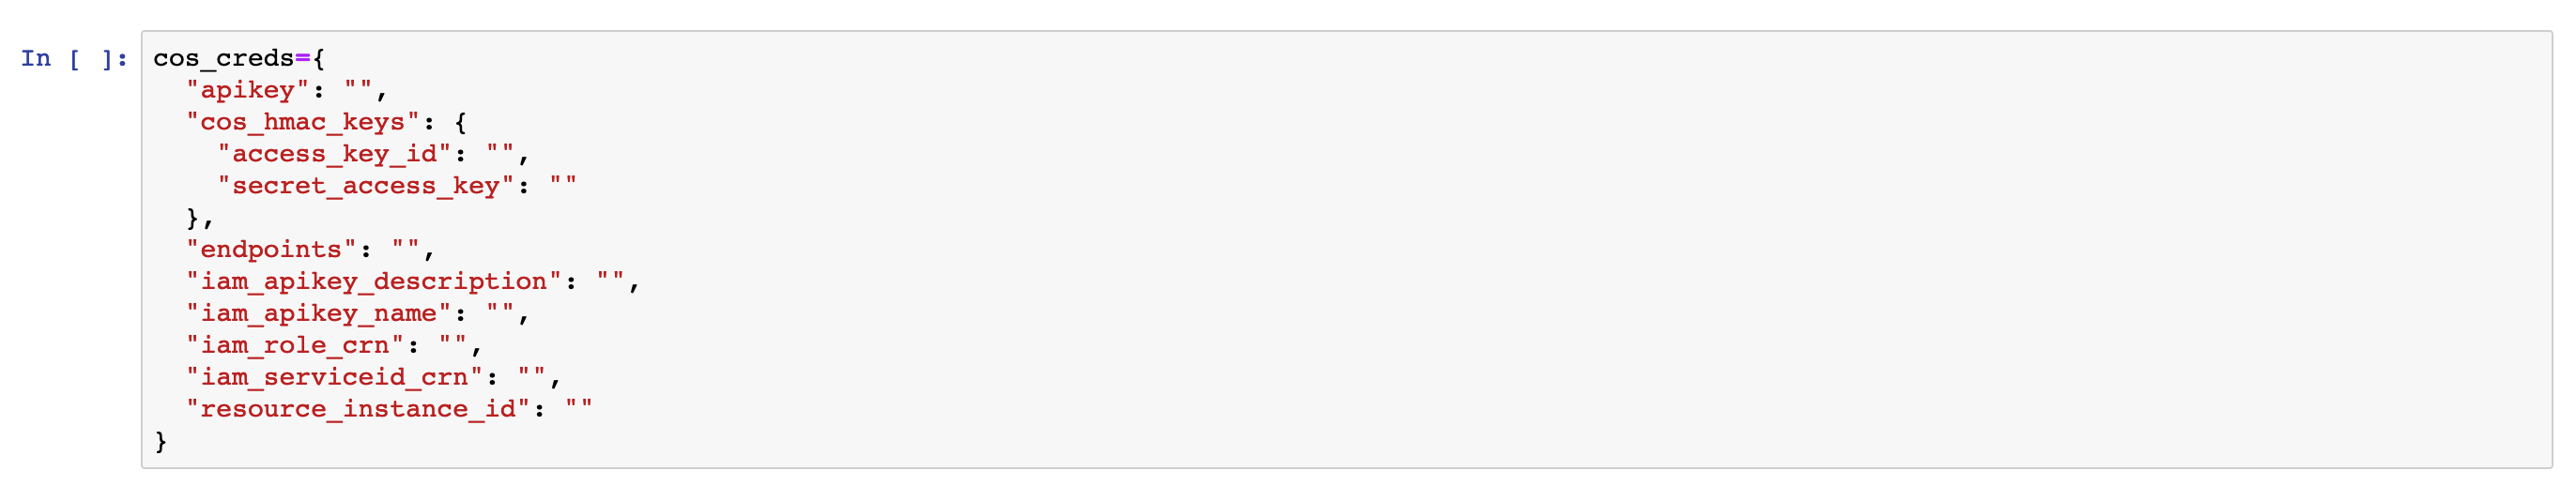 In [ ]: cos_creds={
  "apikey": "",
  "cos_hmac_keys": {
    "access_key_id": "",
    "secret_access_key": ""
  },
  "endpoints": "",
  "iam_apikey_description": "",
  "iam_apikey_name": "",
  "iam_role_crn": "",
  "iam_serviceid_crn": "",
  "resource_instance_id": ""
}